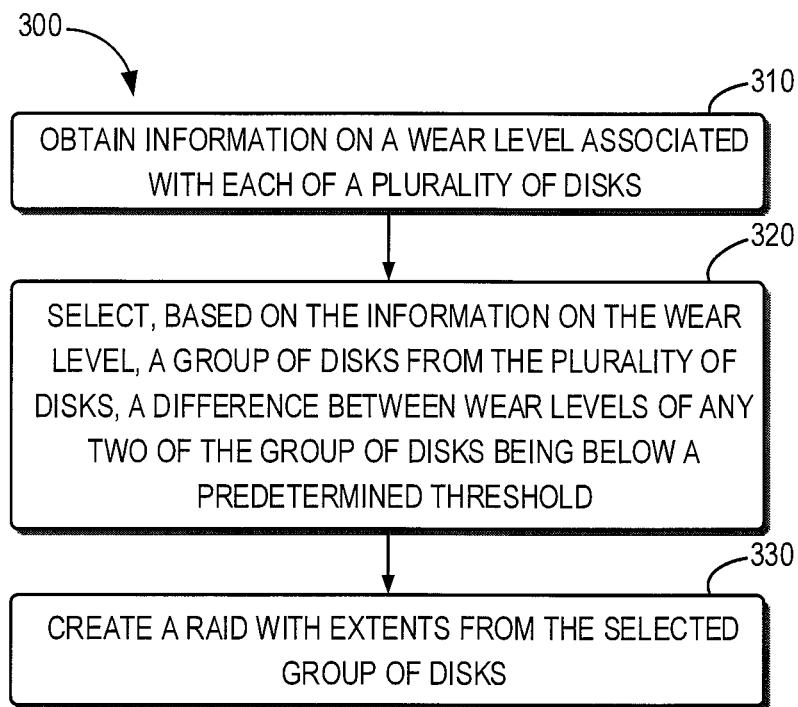 300
310
OBTAIN INFORMATION ON A WEAR LEVEL ASSOCIATED
WITH EACH OF A PLURALITY OF DISKS
320
SELECT, BASED ON THE INFORMATION ON THE WEAR
LEVEL, A GROUP OF DISKS FROM THE PLURALITY OF
DISKS, A DIFFERENCE BETWEEN WEAR LEVELS OF ANY
TWO OF THE GROUP OF DISKS BEING BELOW A
PREDETERMINED THRESHOLD
330
CREATE A RAID WITH EXTENTS FROM THE SELECTED
GROUP OF DISKS